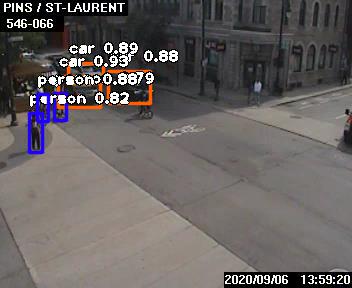 PINS / ST-LAURENT
546-066
car 0.89
car 0.93
0.88
person 0.88
79
person 0.82
2020/09/06 13:59:20